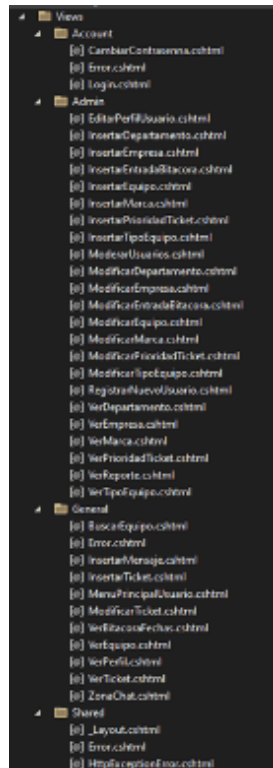 Views
Account
CambiarContrasenna.cshtml
Error.cshtml
Login.cshtml
Admin
EditarPerfilUsuario.cshtml
InsertarDepartamento.cshtml
InsertarEmpresa.cshtml
InsertarEntradaBitacora.cshtml
InsertarEquipo.cshtml
InsertarMarca.cshtml
InsertarPrioridadTicket.cshtml
InsertarTipoEquipo.cshtml
ModerarUsuarios.cshtml
ModificarDepartamento.cshtml
ModificarEmpresa.cshtml
ModificarEntradaBitacora.cshtml
ModificarEquipo.cshtml
ModificarMarca.cshtml
ModificarPrioridadTicket.cshtml
ModificarTipoEquipo.cshtml
RegistrarNuevoUsuario.cshtml
VerDepartamento.cshtml
VerEmpresa.cshtml
VerMarca.cshtml
VerPrioridadTicket.cshtml
VerReporte.cshtml
VerTipoEquipo.cshtml
General
BuscarEquipo.cshtml
Error.cshtml
InsertarMensaje.cshtml
InsertarTicket.cshtml
MenuPrincipalUsuario.cshtml
ModificarTicket.cshtml
VerBitacoraFechas.cshtml
VerEquipo.cshtml
VerPerfil.cshtml
VerTicket.cshtml
ZonaChat.cshtml
Shared
_Layout.cshtml
Error.cshtml
HttpExceptionError.cshtml